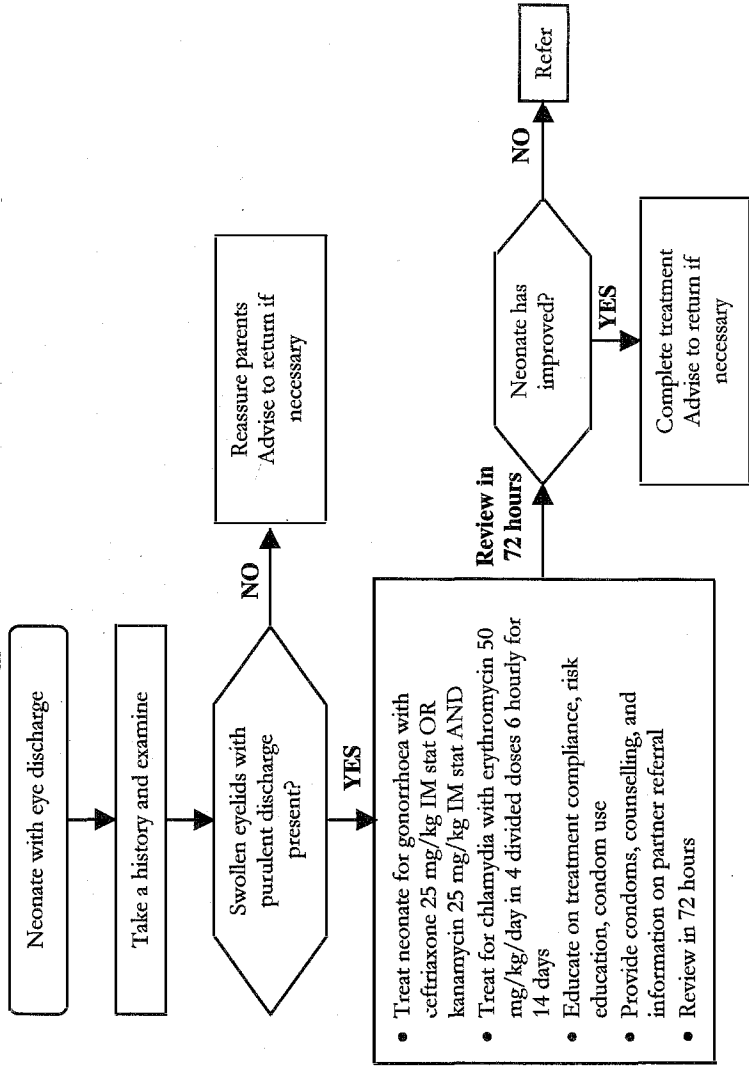 Neonate with eye discharge
Take a history and examine
Swollen eyelids with
purulent discharge
present?
NO
Reassure parents
Advise to return if
necessary
YES
• Treat neonate for gonorrhoea with
ceftriaxone 25 mg/kg IM stat OR
kanamycin 25 mg/kg IM stat AND
• Treat for chlamydia with erythromycin 50
mg/kg/day in 4 divided doses 6 hourly for
14 days
• Educate on treatment compliance, risk
education, condom use
• Provide condoms, counselling, and
information on partner referral
• Review in 72 hours
Review in
72 hours
Neonate has
improved?
NO
Refer
YES
Complete treatment
Advise to return if
necessary